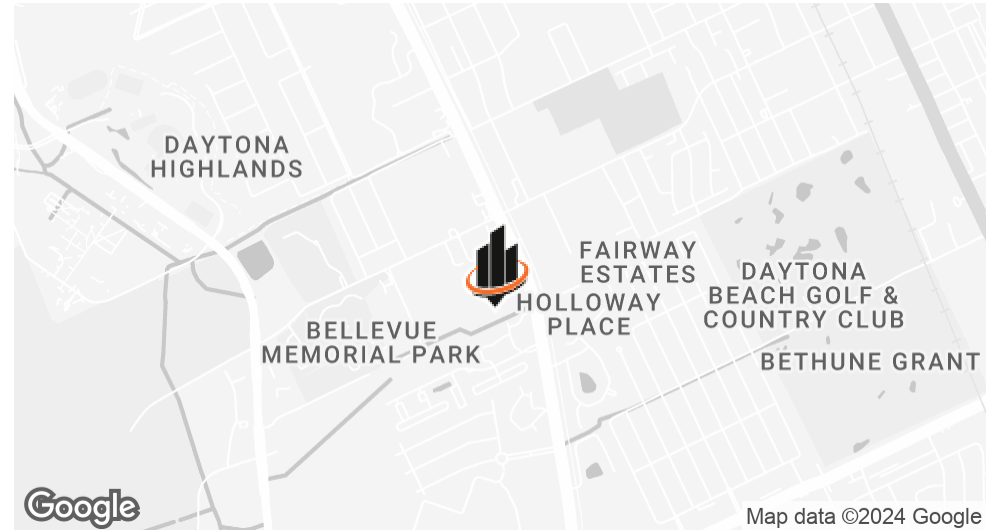 DAYTONA
HIGHLANDS
FAIRWAY
ESTATES
DAYTONA
BEACH GOLF &
COUNTRY CLUB
HOLLOWAY
PLACE
BELLEVUE
MEMORIAL PARK
BETHUNE GRANT
Google
Map data ©2024 Google